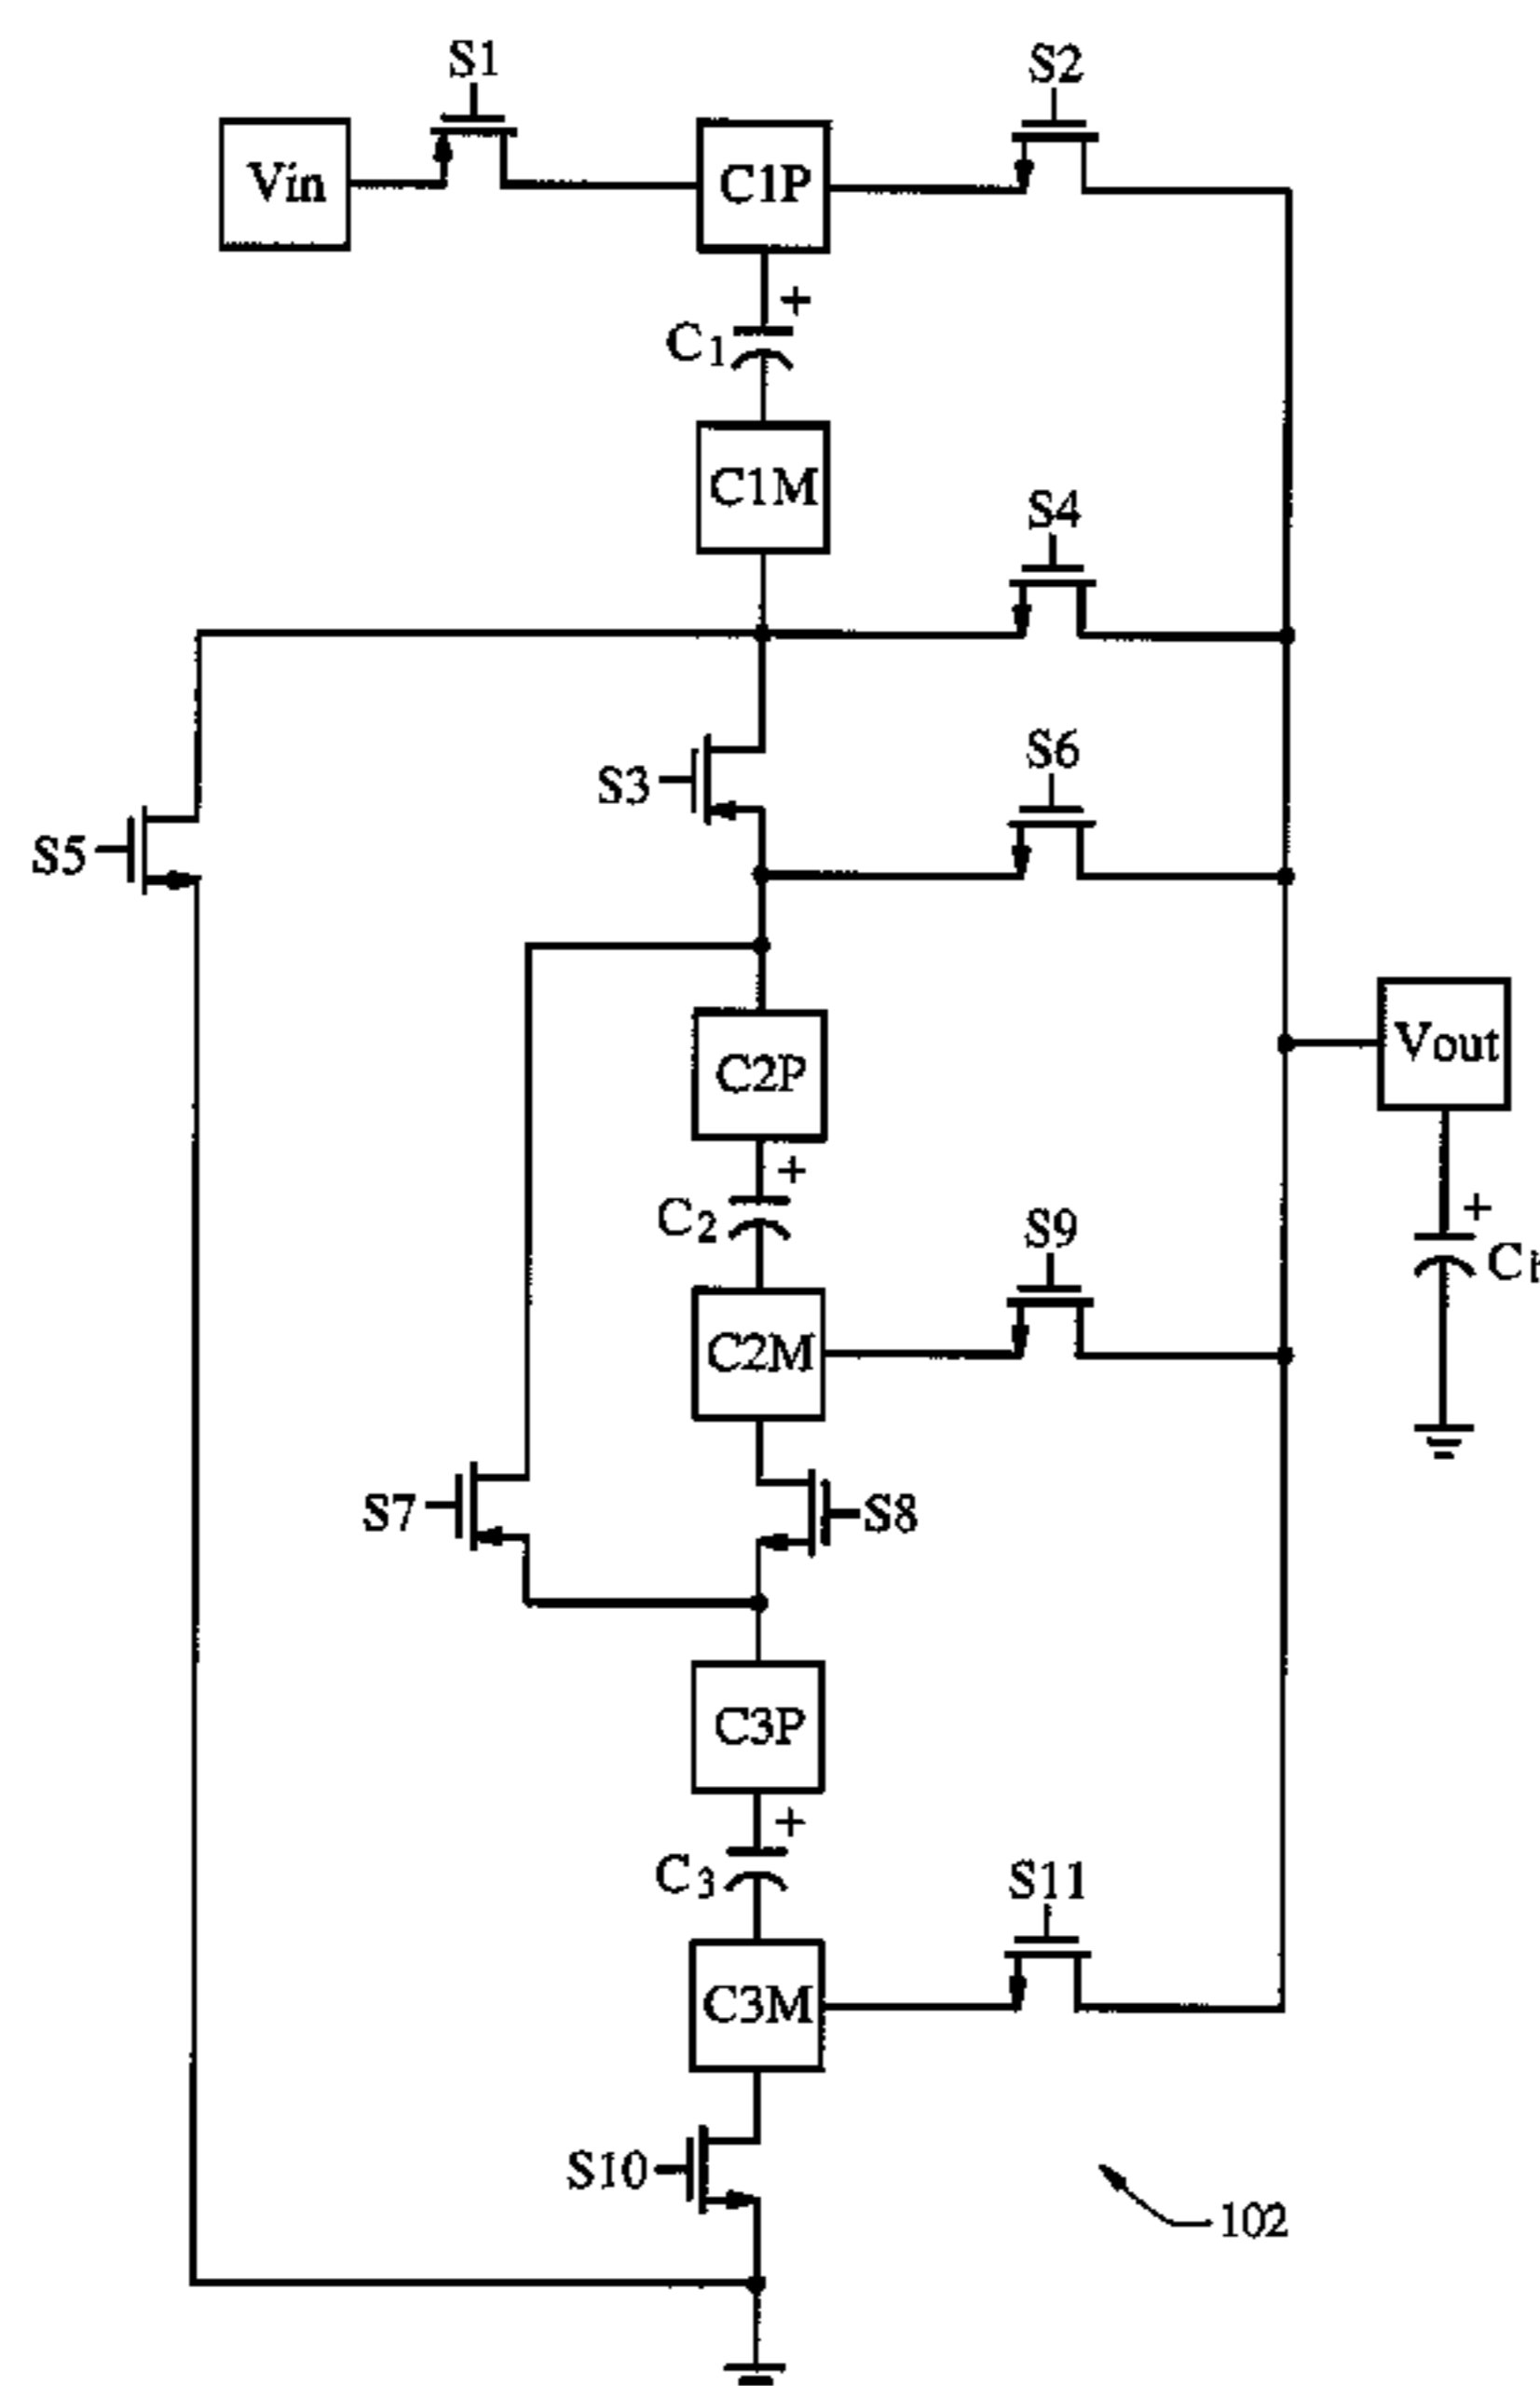 S1
S2
Vin
C1P
+
C1
C1M
S4
S3
S6
S5
C2P
Vout
+
C2
S9
+
C2M
S7
S8
C3P
+
C3
S11
C3M
S10
102